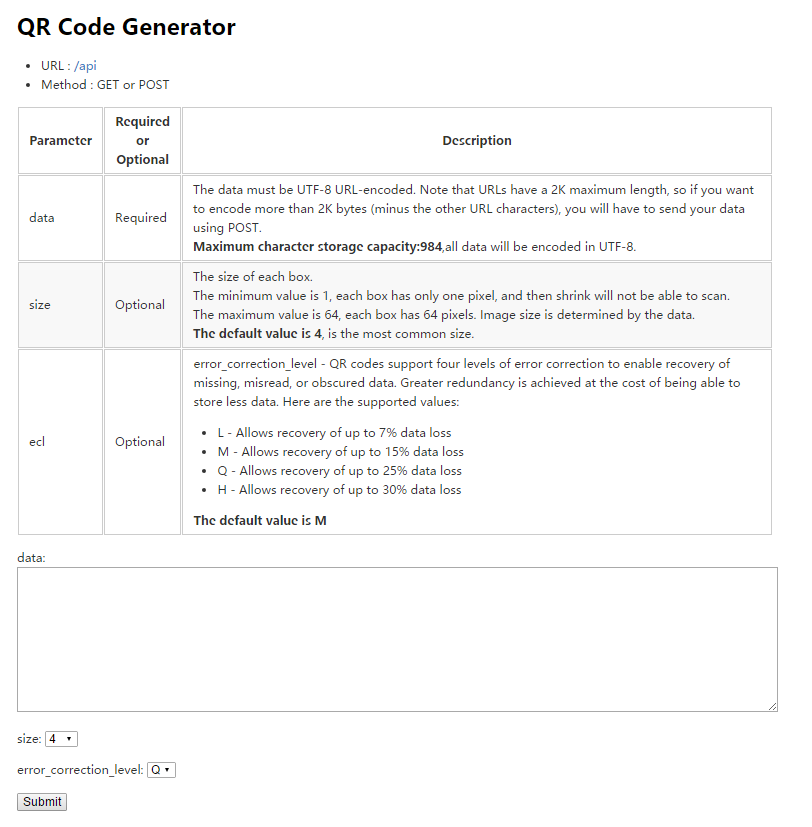 QR Code Generator
• URL : /api
• Method : GET or POST
Parameter
Required
or
Optional
Description
data
Required
The data must be UTF-8 URL-encoded. Note that URLs have a 2K maximum length, so if you want
to encode more than 2K bytes (minus the other URL characters), you will have to send your data
using POST.
Maximum character storage capacity:984,all data will be encoded in UTF-8.
size
Optional
The size of each box.
The minimum value is 1, each box has only one pixel, and then shrink will not be able to scan.
The maximum value is 64, each box has 64 pixels. Image size is determined by the data.
The default value is 4, is the most common size.
ecl
Optional
error_correction_level - QR codes support four levels of error correction to enable recovery of
missing, misread, or obscured data. Greater redundancy is achieved at the cost of being able to
store less data. Here are the supported values:
• L - Allows recovery of up to 7% data loss
• M - Allows recovery of up to 15% data loss
• Q - Allows recovery of up to 25% data loss
• H - Allows recovery of up to 30% data loss
The default value is M
data:
size: 4
error_correction_level: Q
Submit